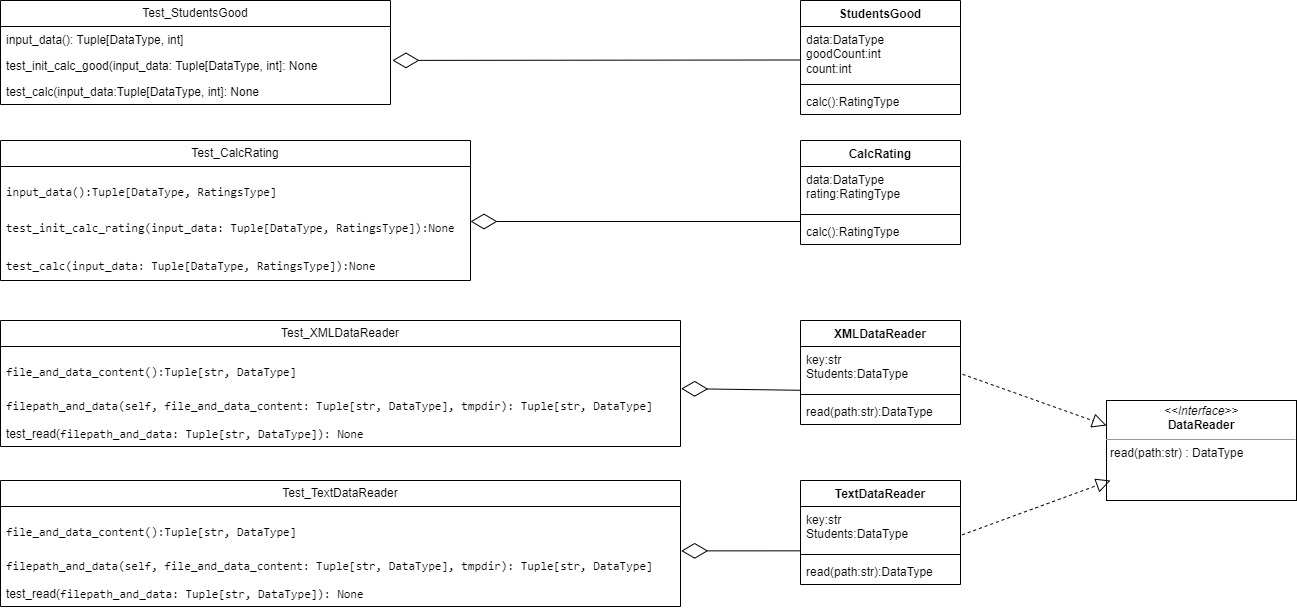 Test_StudentsGood
input_data(): Tuple[DataType, int]
test_init_calc_good(input_data: Tuple[DataType, int]: None
test_calc(input_data:Tuple[DataType, int]: None
StudentsGood
data:DataType
goodCount:int
count:int
calc():RatingType
Test_CalcRating
input_data():Tuple[DataType, RatingsType]
test_init_calc_rating(input_data: Tuple[DataType, RatingsType]):None
test_calc(input_data: Tuple[DataType, RatingsType]):None
CalcRating
data:DataType
rating:RatingType
calc():RatingType
Test_XMLDataReader
file_and_data_content():Tuple[str, DataType]
filepath_and_data(self, file_and_data_content: Tuple[str, DataType], tmpdir): Tuple[str, DataType]
test_read(filepath_and_data: Tuple[str, DataType]): None
XMLDataReader
key:str
Students:DataType
read(path:str):DataType
<<Interface>>
DataReader
read(path:str) : DataType
Test_TextDataReader
file_and_data_content():Tuple[str, DataType]
filepath_and_data(self, file_and_data_content: Tuple[str, DataType], tmpdir): Tuple[str, DataType]
test_read(filepath_and_data: Tuple[str, DataType]): None
TextDataReader
key:str
Students:DataType
read(path:str):DataType